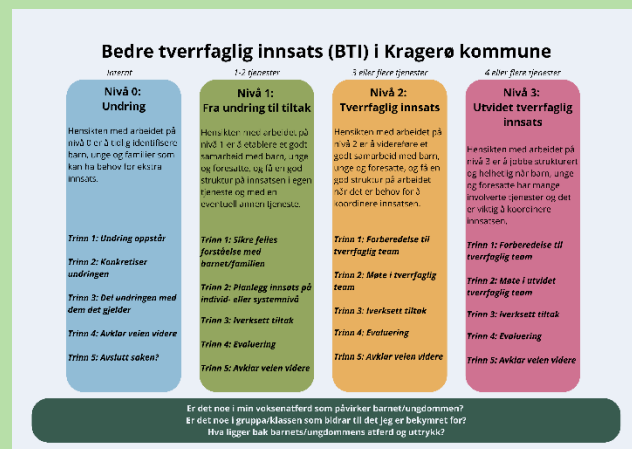 Bedre tverrfaglig innsats (BTI) i Kragerø kommune
Internt
Nivå 0:
Undring
Hensikten med arbeidet på
nivå 0 er å tidlig identifisere
barn, unge og familier som
kan ha behov for ekstra
innsats.
Trinn 1: Undring oppstår
Trinn 2: Konkretiser
undringen
Trinn 3: Del undringen med
dem det gjelder
Trinn 4: Avklar veien videre
Trinn 5: Avslutt saken?
1-2 tjenester
Nivå 1:
Fra undring til tiltak
Hensikten med arbeidet på
nivå 1 er å etablere et godt
samarbeid med barn, unge
og foresatte, og få en god
struktur på innsatsen i egen
tjeneste og med en
eventuell annen tjeneste.
Trinn 1: Sikre felles
forståelse med
barnet/familien
Trinn 2: Planlegg innsats på
individ- eller systemnivå
Trinn 3: Iverksett tiltak
Trinn 4: Evaluering
Trinn 5: Avklar veien videre
3 eller flere tjenester
Nivå 2:
Tverrfaglig innsats
Hensikten med arbeidet på
nivå 2 er å videreføre et
godt samarbeid med barn,
unge og foresatte, og få en
god struktur på arbeidet
når det er behov for å
koordinere innsatsen.
Trinn 1: Forberedelse til
tverrfaglig team
Trinn 2: Møte i tverrfaglig
team
Trinn 3: Iverksett tiltak
Trinn 4: Evaluering
Trinn 5: Avklar veien videre
4 eller flere tjenester
Nivå 3:
Utvidet tverrfaglig
innsats
Hensikten med arbeidet på
nivå 3 er å jobbe strukturert
og helhetlig når barn, unge
og foresatte har mange
involverte tjenester og det
er viktig å koordinere
innsatsen.
Trinn 1: Forberedelse til
tverrfaglig team
Trinn 2: Møte i utvidet
tverrfaglig team
Trinn 3: Iverksett tiltak
Trinn 4: Evaluering
Trinn 5: Avklar veien videre
Er det noe i min voksenatferd som påvirker barnet/ungdommen?
Er det noe i gruppa/klassen som bidrar til det jeg er bekymret for?
Hva ligger bak barnets/ungdommens atferd og uttrykk?